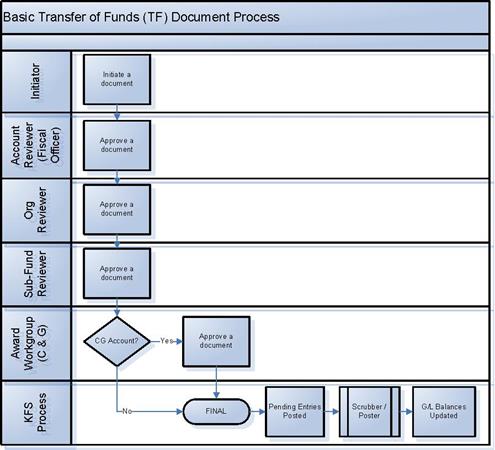 Basic Transfer of Funds (TF) Document Process
Initiator
Initiate a
document
Account
Reviewer
(Fiscal
Officer)
Approve a
document
Org
Reviewer
Approve a
document
Sub-Fund
Reviewer
Approve a
document
Award
Workgroup
(C & G)
CG Account?
Yes
Approve a
document
KFS
Process
No
FINAL
Pending Entries
Posted
Scrubber /
Poster
G/L Balances
Updated